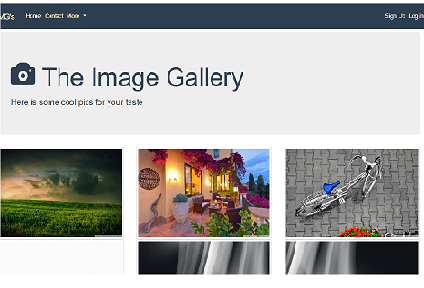 IMG's Home Contact More Sign Up Login
The Image Gallery
Here is some cool pics for your taste